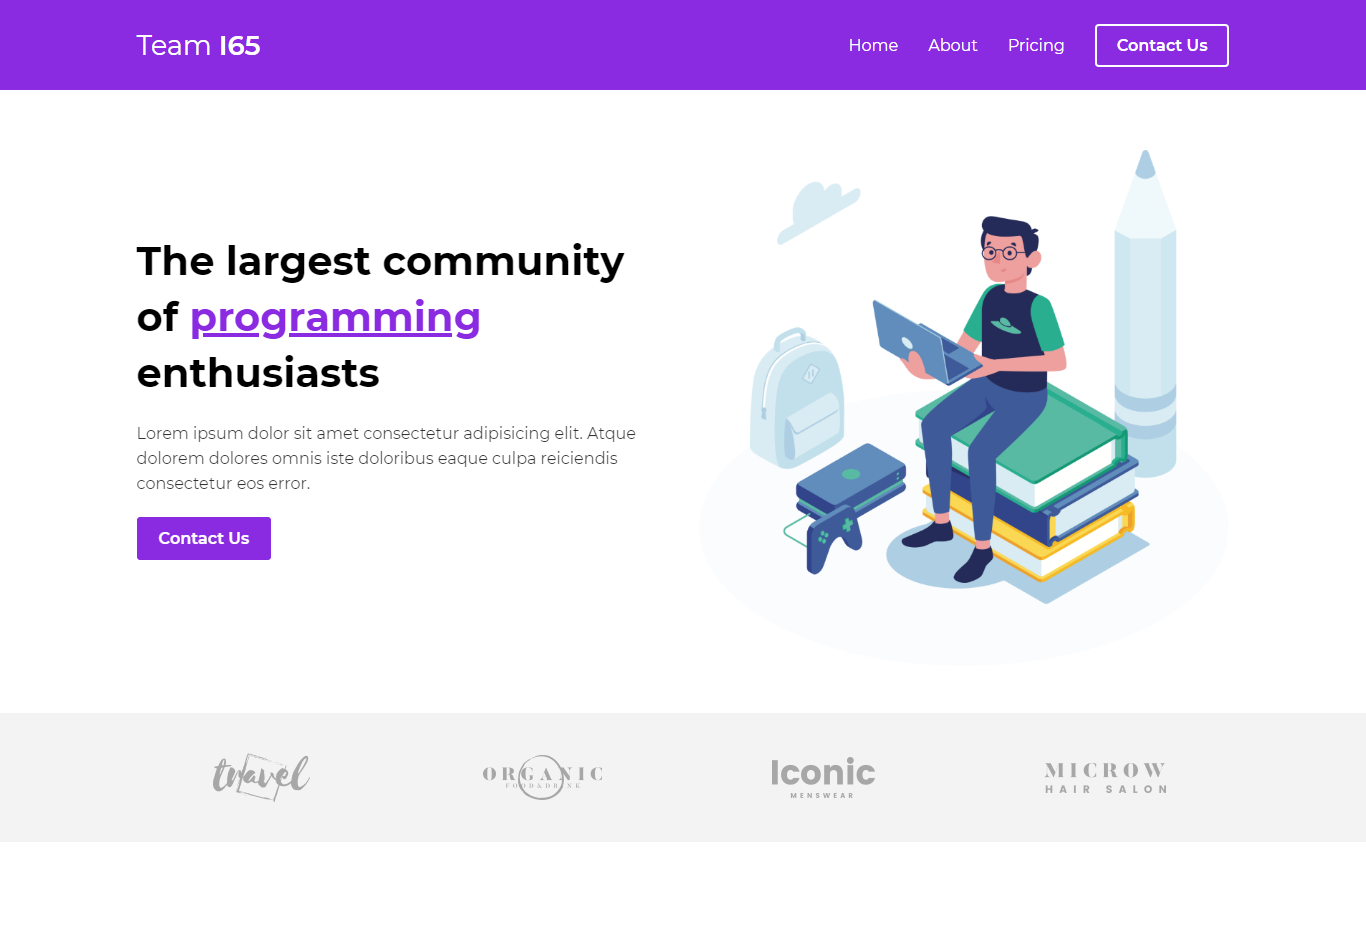 Team I65
Home
About
Pricing
Contact Us
The largest community
of programming
enthusiasts
Lorem ipsum dolor sit amet consectetur adipisicing elit. Atque
dolorem dolores omnis iste doloribus eaque culpa reiciendis
consectetur eos error.
Contact Us
travel
ORGANIC
FOOD&DRINK
Iconic
MENSWEAR
MICROW
HAIR SALON